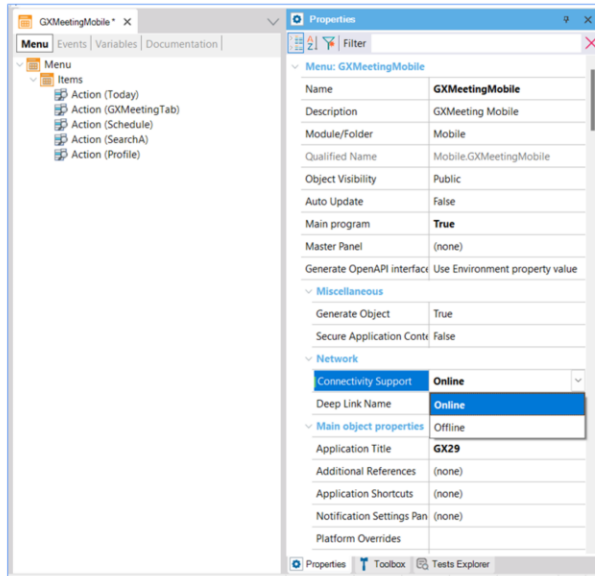 GXMeetingMobile *
Menu Events Variables Documentation
Menu
Items
Action (Today)
Action (GXMeetingTab)
Action (Schedule)
Action (SearchA)
Action (Profile)
Properties
Filter
Menu: GXMeetingMobile
Name GXMeetingMobile
Description GXMeeting Mobile
Module/Folder Mobile
Qualified Name Mobile.GXMeetingMobile
Object Visibility Public
Auto Update False
Main program True
Master Panel (none)
Generate OpenAPI interface Use Environment property value
Miscellaneous
Generate Object True
Secure Application Conte False
Network
Connectivity Support Online
Deep Link Name Online
Offline
Main object properties
Application Title GX29
Additional References (none)
Application Shortcuts (none)
Notification Settings Pan (none)
Platform Overrides
Properties Toolbox Tests Explorer